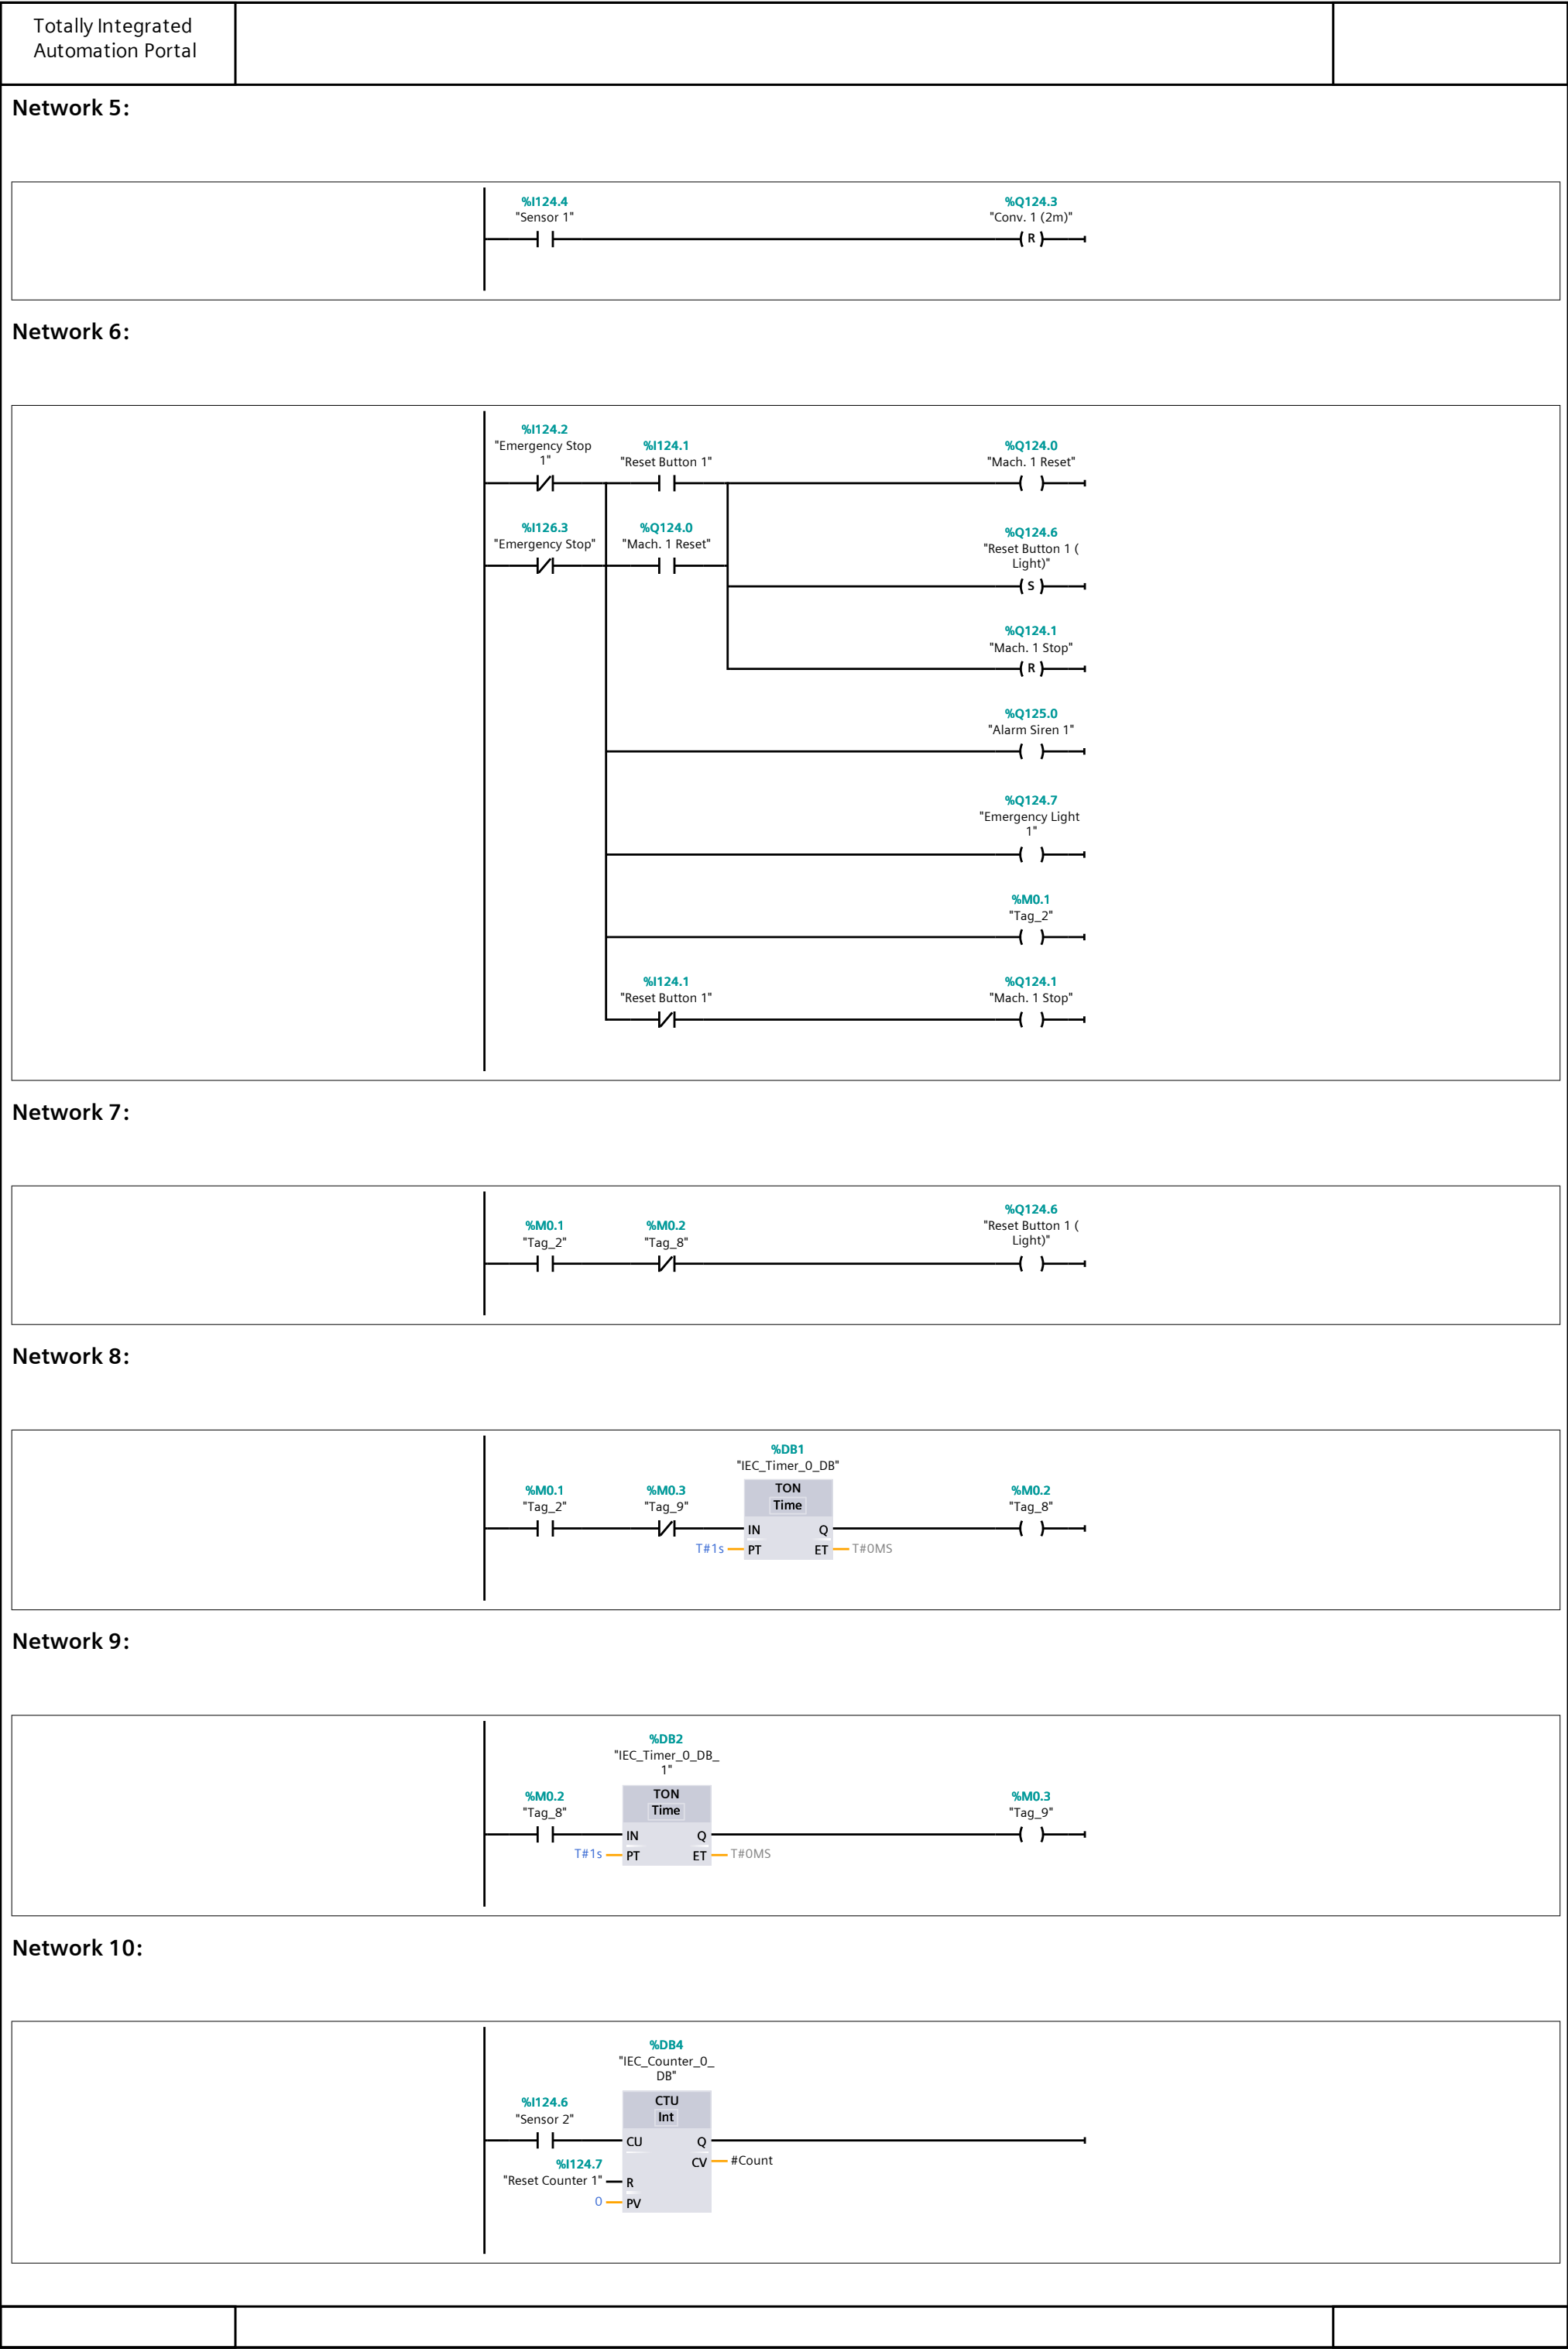 Totally Integrated
Automation Portal
Network 5:
%I124.4
"Sensor 1"
%Q124.3
"Conv. 1 (2m)"
R
Network 6:
%I124.2
"Emergency Stop
1"
%I124.1
"Reset Button 1"
%Q124.0
"Mach. 1 Reset"
%I126.3
"Emergency Stop"
%Q124.0
"Mach. 1 Reset"
%Q124.6
"Reset Button 1 (
Light)"
S
%Q124.1
"Mach. 1 Stop"
R
%Q125.0
"Alarm Siren 1"
%Q124.7
"Emergency Light
1"
%M0.1
"Tag_2"
%I124.1
"Reset Button 1"
%Q124.1
"Mach. 1 Stop"
Network 7:
%M0.1
"Tag_2"
%M0.2
"Tag_8"
%Q124.6
"Reset Button 1 (
Light)"
Network 8:
%DB1
"IEC_Timer_0_DB"
%M0.1
"Tag_2"
%M0.3
"Tag_9"
TON
Time
%M0.2
"Tag_8"
IN Q
T#1s PT ET T#0MS
Network 9:
%DB2
"IEC_Timer_0_DB_
1"
%M0.2
"Tag_8"
TON
Time
%M0.3
"Tag_9"
IN Q
T#1s PT ET T#0MS
Network 10:
%DB4
"IEC_Counter_0_
DB"
%I124.6
"Sensor 2"
CTU
Int
CU Q
CV #Count
%I124.7
"Reset Counter 1" R
0 PV